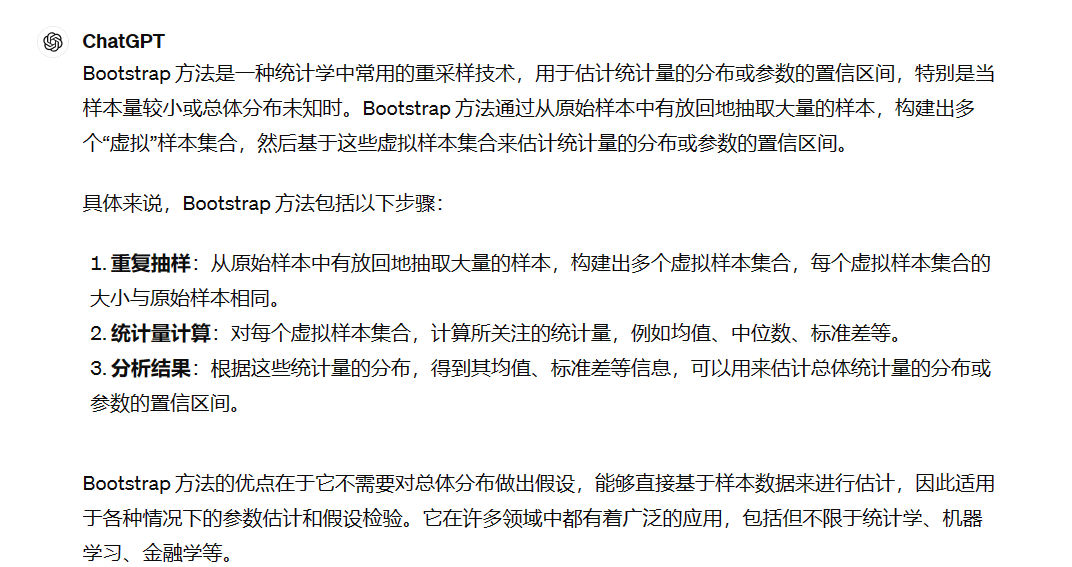 ChatGPT
Bootstrap 方法是一种统计学中常用的重采样技术，用于估计统计量的分布或参数的置信区间，特别是当
样本量较小或总体分布未知时。Bootstrap 方法通过从原始样本中有放回地抽取大量的样本，构建出多
个“虚拟”样本集合，然后基于这些虚拟样本集合来估计统计量的分布或参数的置信区间。
具体来说，Bootstrap 方法包括以下步骤：
1. 重复抽样：从原始样本中有放回地抽取大量的样本，构建出多个虚拟样本集合，每个虚拟样本集合的
大小与原始样本相同。
2. 统计量计算：对每个虚拟样本集合，计算所关注的统计量，例如均值、中位数、标准差等。
3. 分析结果：根据这些统计量的分布，得到其均值、标准差等信息，可以用来估计总体统计量的分布或
参数的置信区间。
Bootstrap 方法的优点在于它不需要对总体分布做出假设，能够直接基于样本数据来进行估计，因此适用
于各种情况下的参数估计和假设检验。它在许多领域中都有着广泛的应用，包括但不限于统计学、机器
学习、金融学等。